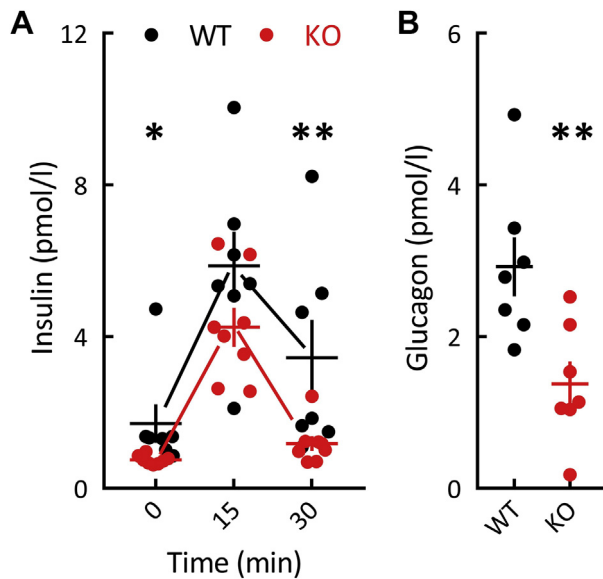 A
WT KO
Insulin (pmol/l)
12
8
4
0
* **
0 15 30
Time (min)
B
Glucagon (pmol/l)
6
4
2
0
**
WT KO